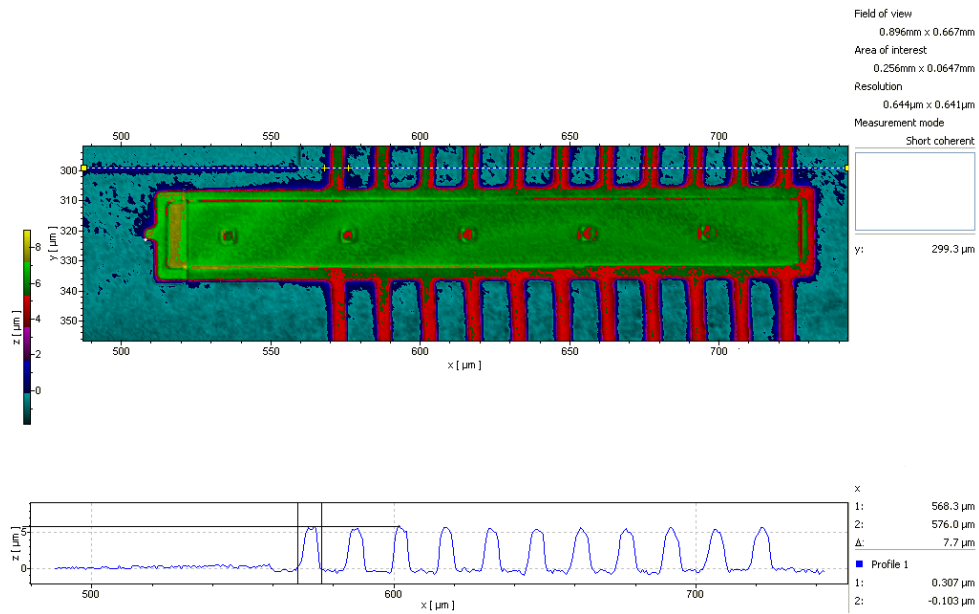 Field of view
0.896mm x 0.667mm
Area of interest
0.256mm x 0.0647mm
Resolution
0.644µm x 0.641µm
Measurement mode
Short coherent
y: 299.3 µm
500 550 600 650 700
300
310
320
330
340
350
y [ µm ]
500 550 600 650 700
x [ µm ]
8
6
4
2
0
z [ µm ]
5
0
z [ µm ]
500 600 700
x [ µm ]
x
1: 568.3 µm
2: 576.0 µm
Δ: 7.7 µm
Profile 1
1: 0.307 µm
2: -0.103 µm